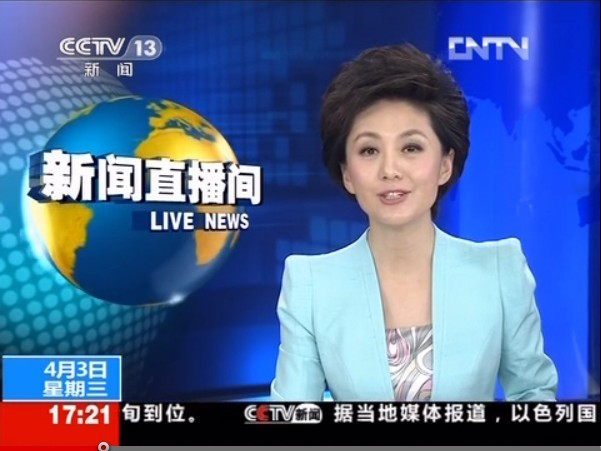 CCTV 13
新闻
CNTV
新闻直播间
LIVE NEWS
4月3日
星期三
17:21
旬到位。 CCTV新闻 据当地媒体报道，以色列国